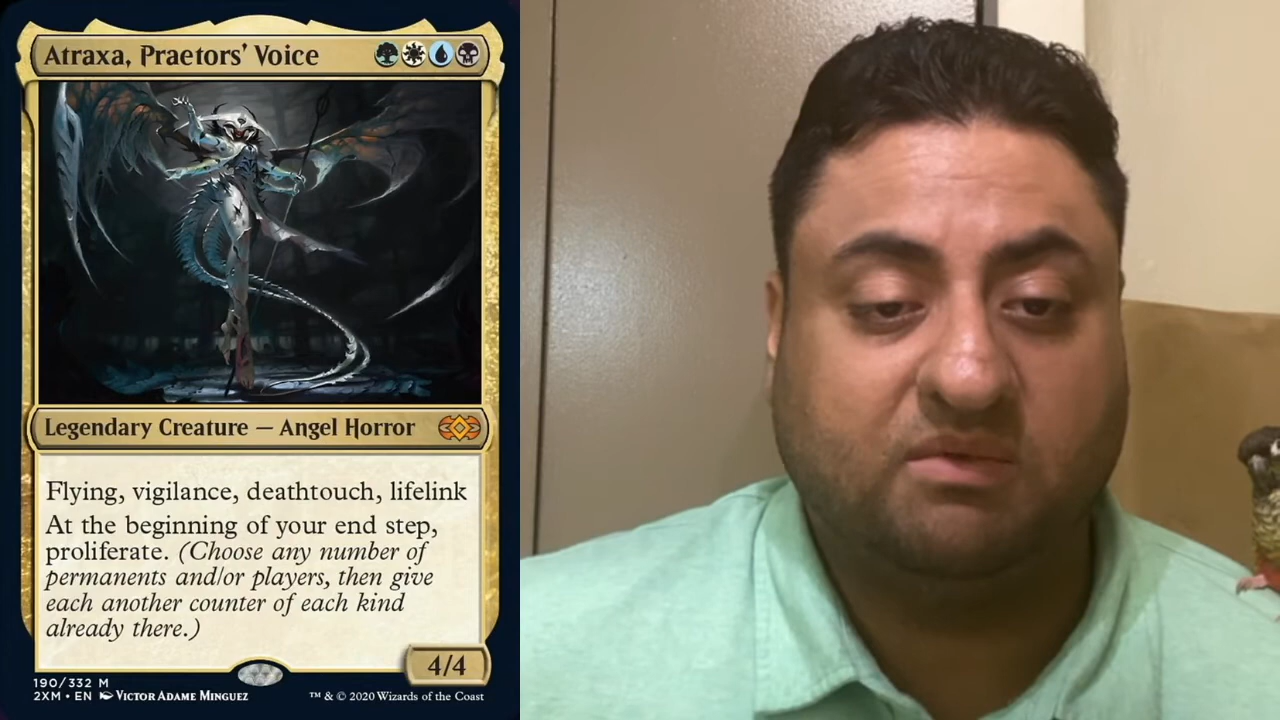 Atraxa, Praetors' Voice
Legendary Creature — Angel Horror
Flying, vigilance, deathtouch, lifelink
At the beginning of your end step,
proliferate. (Choose any number of
permanents and/or players, then give
each another counter of each kind
already there.)
4/4
190/332 M
2XM • EN Victor Adame Minguez
™ & © 2020 Wizards of the Coast